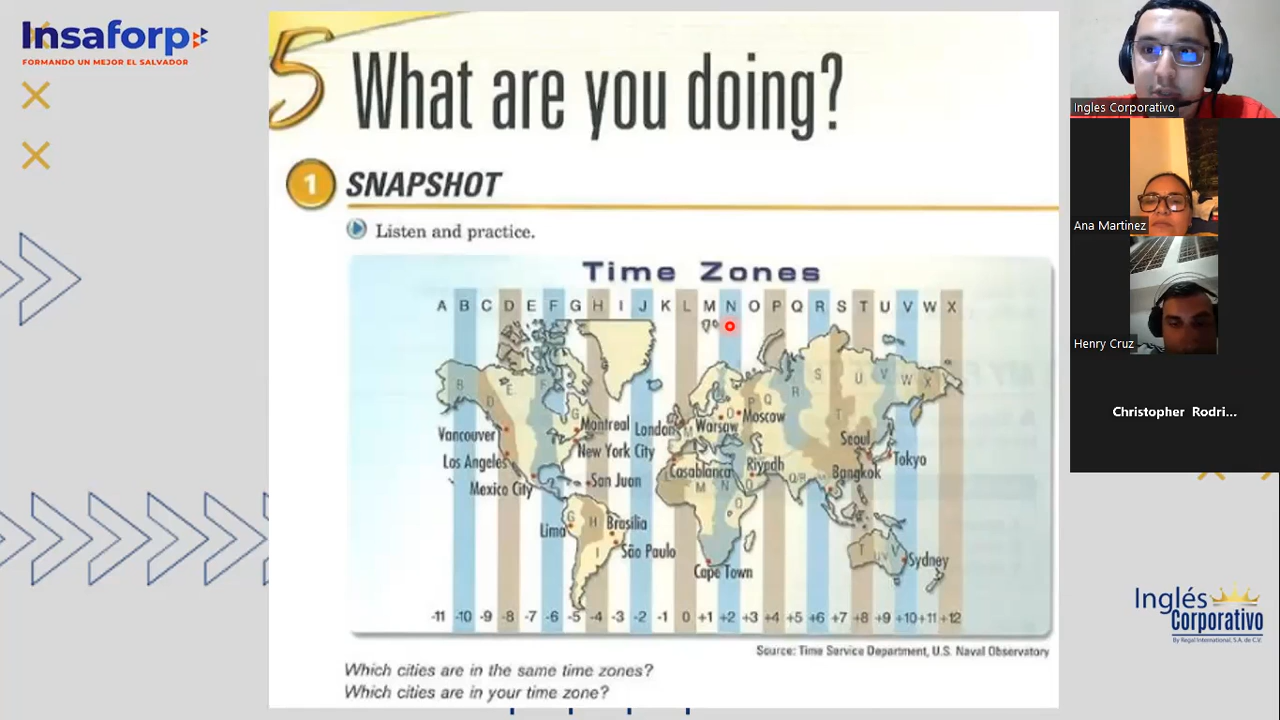 Insaforp
FORMANDO UN MEJOR EL SALVADOR
5 What are you doing?
1 SNAPSHOT
Listen and practice.
Time Zones
A B C D E F G H I J K L M N O P Q R S T U V W X
B D E F G S R Q P O U V W X T
Vancouver
Montreal
London
Warsaw
Moscow
Seoul
Los Angeles
New York City
Tokyo
Mexico City
San Juan
Casablanca
Riyadh
Bangkok
M N O Q/R
Lima
G H I
Brasilia
São Paulo
Cape Town
T U/V V
Sydney
-11 -10 -9 -8 -7 -6 -5 -4 -3 -2 -1 0 +1 +2 +3 +4 +5 +6 +7 +8 +9 +10 +11 +12
Source: Time Service Department, U.S. Naval Observatory
Which cities are in the same time zones?
Which cities are in your time zone?
Ingles Corporativo
Ana Martinez
Henry Cruz
Christopher Rodri...
Inglés
Corporativo
By Regal International, S.A. de C.V.